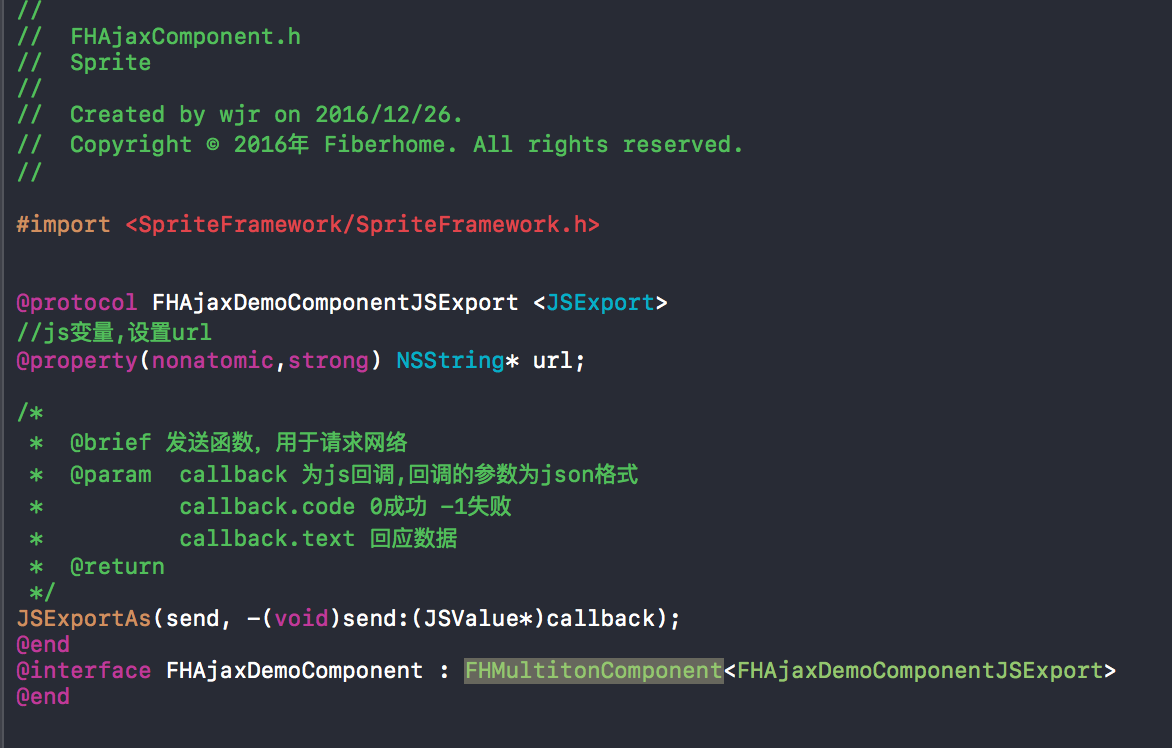 //
//  FHAjaxComponent.h
//  Sprite
//
//  Created by wjr on 2016/12/26.
//  Copyright © 2016年 Fiberhome. All rights reserved.
//
#import <SpriteFramework/SpriteFramework.h>
@protocol FHAjaxDemoComponentJSExport <JSExport>
//js变量,设置url
@property(nonatomic,strong) NSString* url;
/*
 *  @brief 发送函数，用于请求网络
 *  @param  callback 为js回调,回调的参数为json格式
 *          callback.code 0成功 -1失败
 *          callback.text 回应数据
 *  @return
 */
JSExportAs(send, -(void)send:(JSValue*)callback);
@end
@interface FHAjaxDemoComponent : FHMultitonComponent<FHAjaxDemoComponentJSExport>
@end